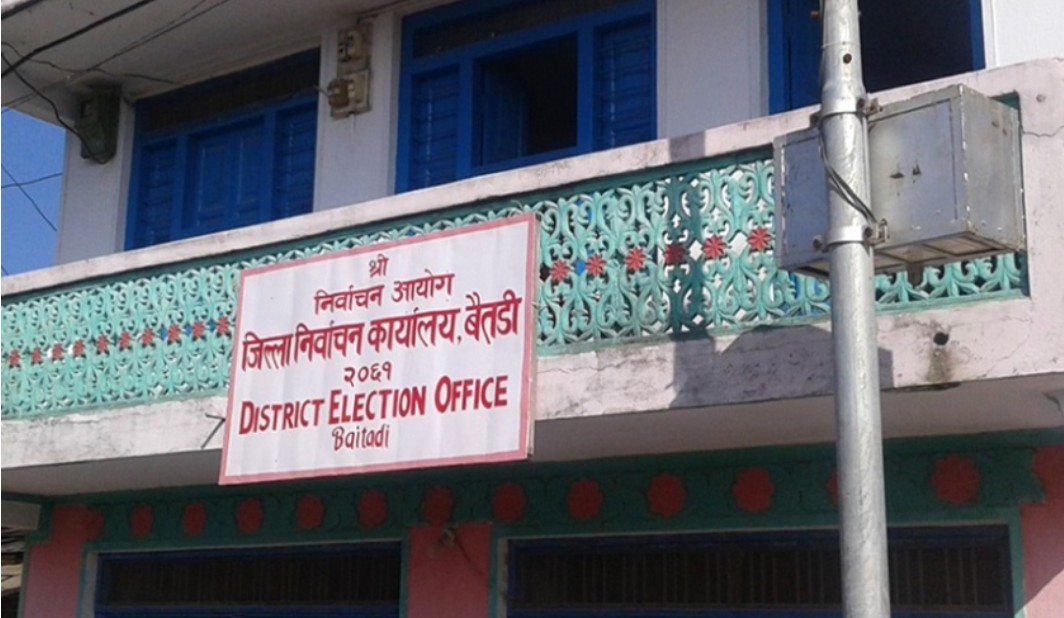 श्री
निर्वाचन आयोग
जिल्ला निर्वाचन कार्यालय, बैतडी
२०६१
DISTRICT ELECTION OFFICE
Baitadi